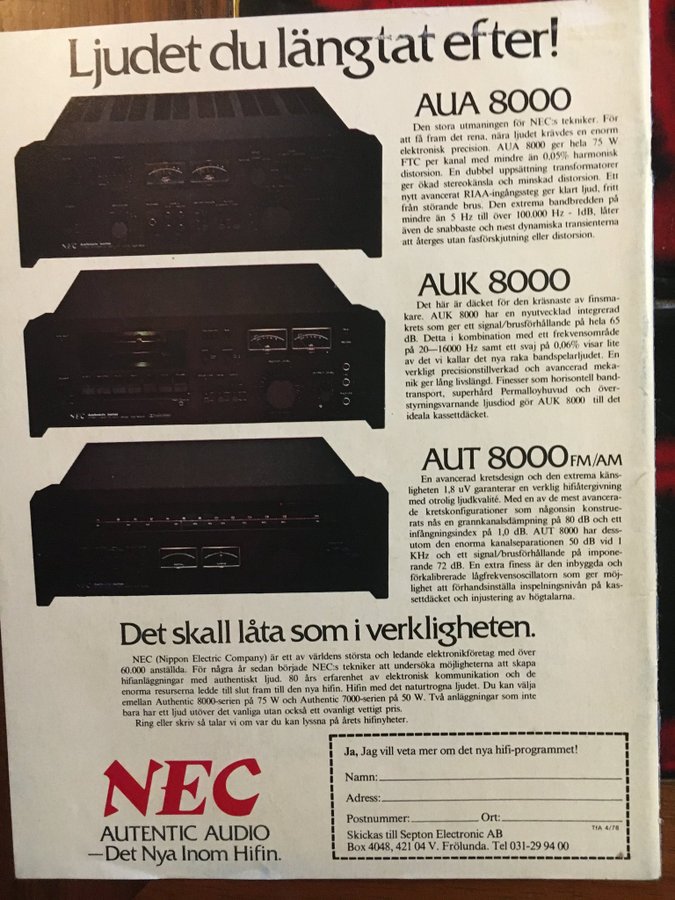 Ljudet du längtat efter!
AUA 8000
Den stora utmaningen för NEC:s tekniker. För
att få fram det rena, nära ljudet krävdes en enorm
elektronisk precision. AUA 8000 ger hela 75 W
FTC per kanal med mindre än 0,05% harmonisk
distorsion. En dubbel uppsättning transformatorer
ger ökad stereokänsla och minskad distorsion. Ett
nytt avancerat RIAA-ingångssteg ger klart ljud, fritt
från störande brus. Den extrema bandbredden på
mindre än 5 Hz till över 100.000 Hz - 1dB, låter
även de snabbaste och mest dynamiska transienterna
att återges utan fasförskjutning eller distorsion.
NEC
AUK 8000
Det här är däcket för den kräsnaste av finsma-
kare. AUK 8000 har en nyutvecklad integrerad
krets som ger ett signal/brusförhållande på hela 65
dB. Detta i kombination med ett frekvensområde
på 20—16000 Hz samt ett svaj på 0,06% visar lite
av det vi kallar det nya raka bandspelarljudet. En
verkligt precisionstillverkad och avancerad meka-
nik ger lång livslängd. Finesser som horisontell band-
transport, superhård Permalloyhuvud och över-
styrningsvarnande ljusdiod gör AUK 8000 till det
ideala kassettdäcket.
NEC
AUT 8000 FM/AM
En avancerad kretsdesign och den extrema käns-
ligheten 1,8 uV garanterar en verklig hifiåtergivning
med otrolig ljudkvalité. Med en av de mest avancera-
de kretskonfigurationer som någonsin konstrue-
rats nås en grannkanalsdämpning på 80 dB och ett
infångningsindex på 1,0 dB. AUT 8000 har dess-
utom den enorma kanalseparationen 50 dB vid 1
KHz och ett signal/brusförhållande på impone-
rande 72 dB. En extra finess är den inbyggda och
förkalibrerade lågfrekvensoscillatorn som ger möj-
lighet att förhandsinställa inspelningsnivån på kas-
settdäcket och injustering av högtalarna.
Det skall låta som i verkligheten.
NEC (Nippon Electric Company) är ett av världens största och ledande elektronikföretag med över
60.000 anställda. För några år sedan började NEC:s tekniker att undersöka möjligheterna att skapa
hifianläggningar med authentiskt ljud. 80 års erfarenhet av elektronisk kommunikation och de
enorma resurserna ledde till slut fram till den nya hifin. Hifin med det naturtrogna ljudet. Du kan välja
emellan Authentic 8000-serien på 75 W och Authentic 7000-serien på 50 W. Två anläggningar som inte
bara har ett ljud utöver det vanliga utan också ett ovanligt vettigt pris.
Ring eller skriv så talar vi om var du kan lyssna på årets hifinyheter.
NEC
AUTENTIC AUDIO
—Det Nya Inom Hifin.
Ja, Jag vill veta mer om det nya hifi-programmet!
Namn:
Adress:
Postnummer: Ort:
TfA 4/78
Skickas till Septon Electronic AB
Box 4048, 421 04 V. Frölunda. Tel 031-29 94 00